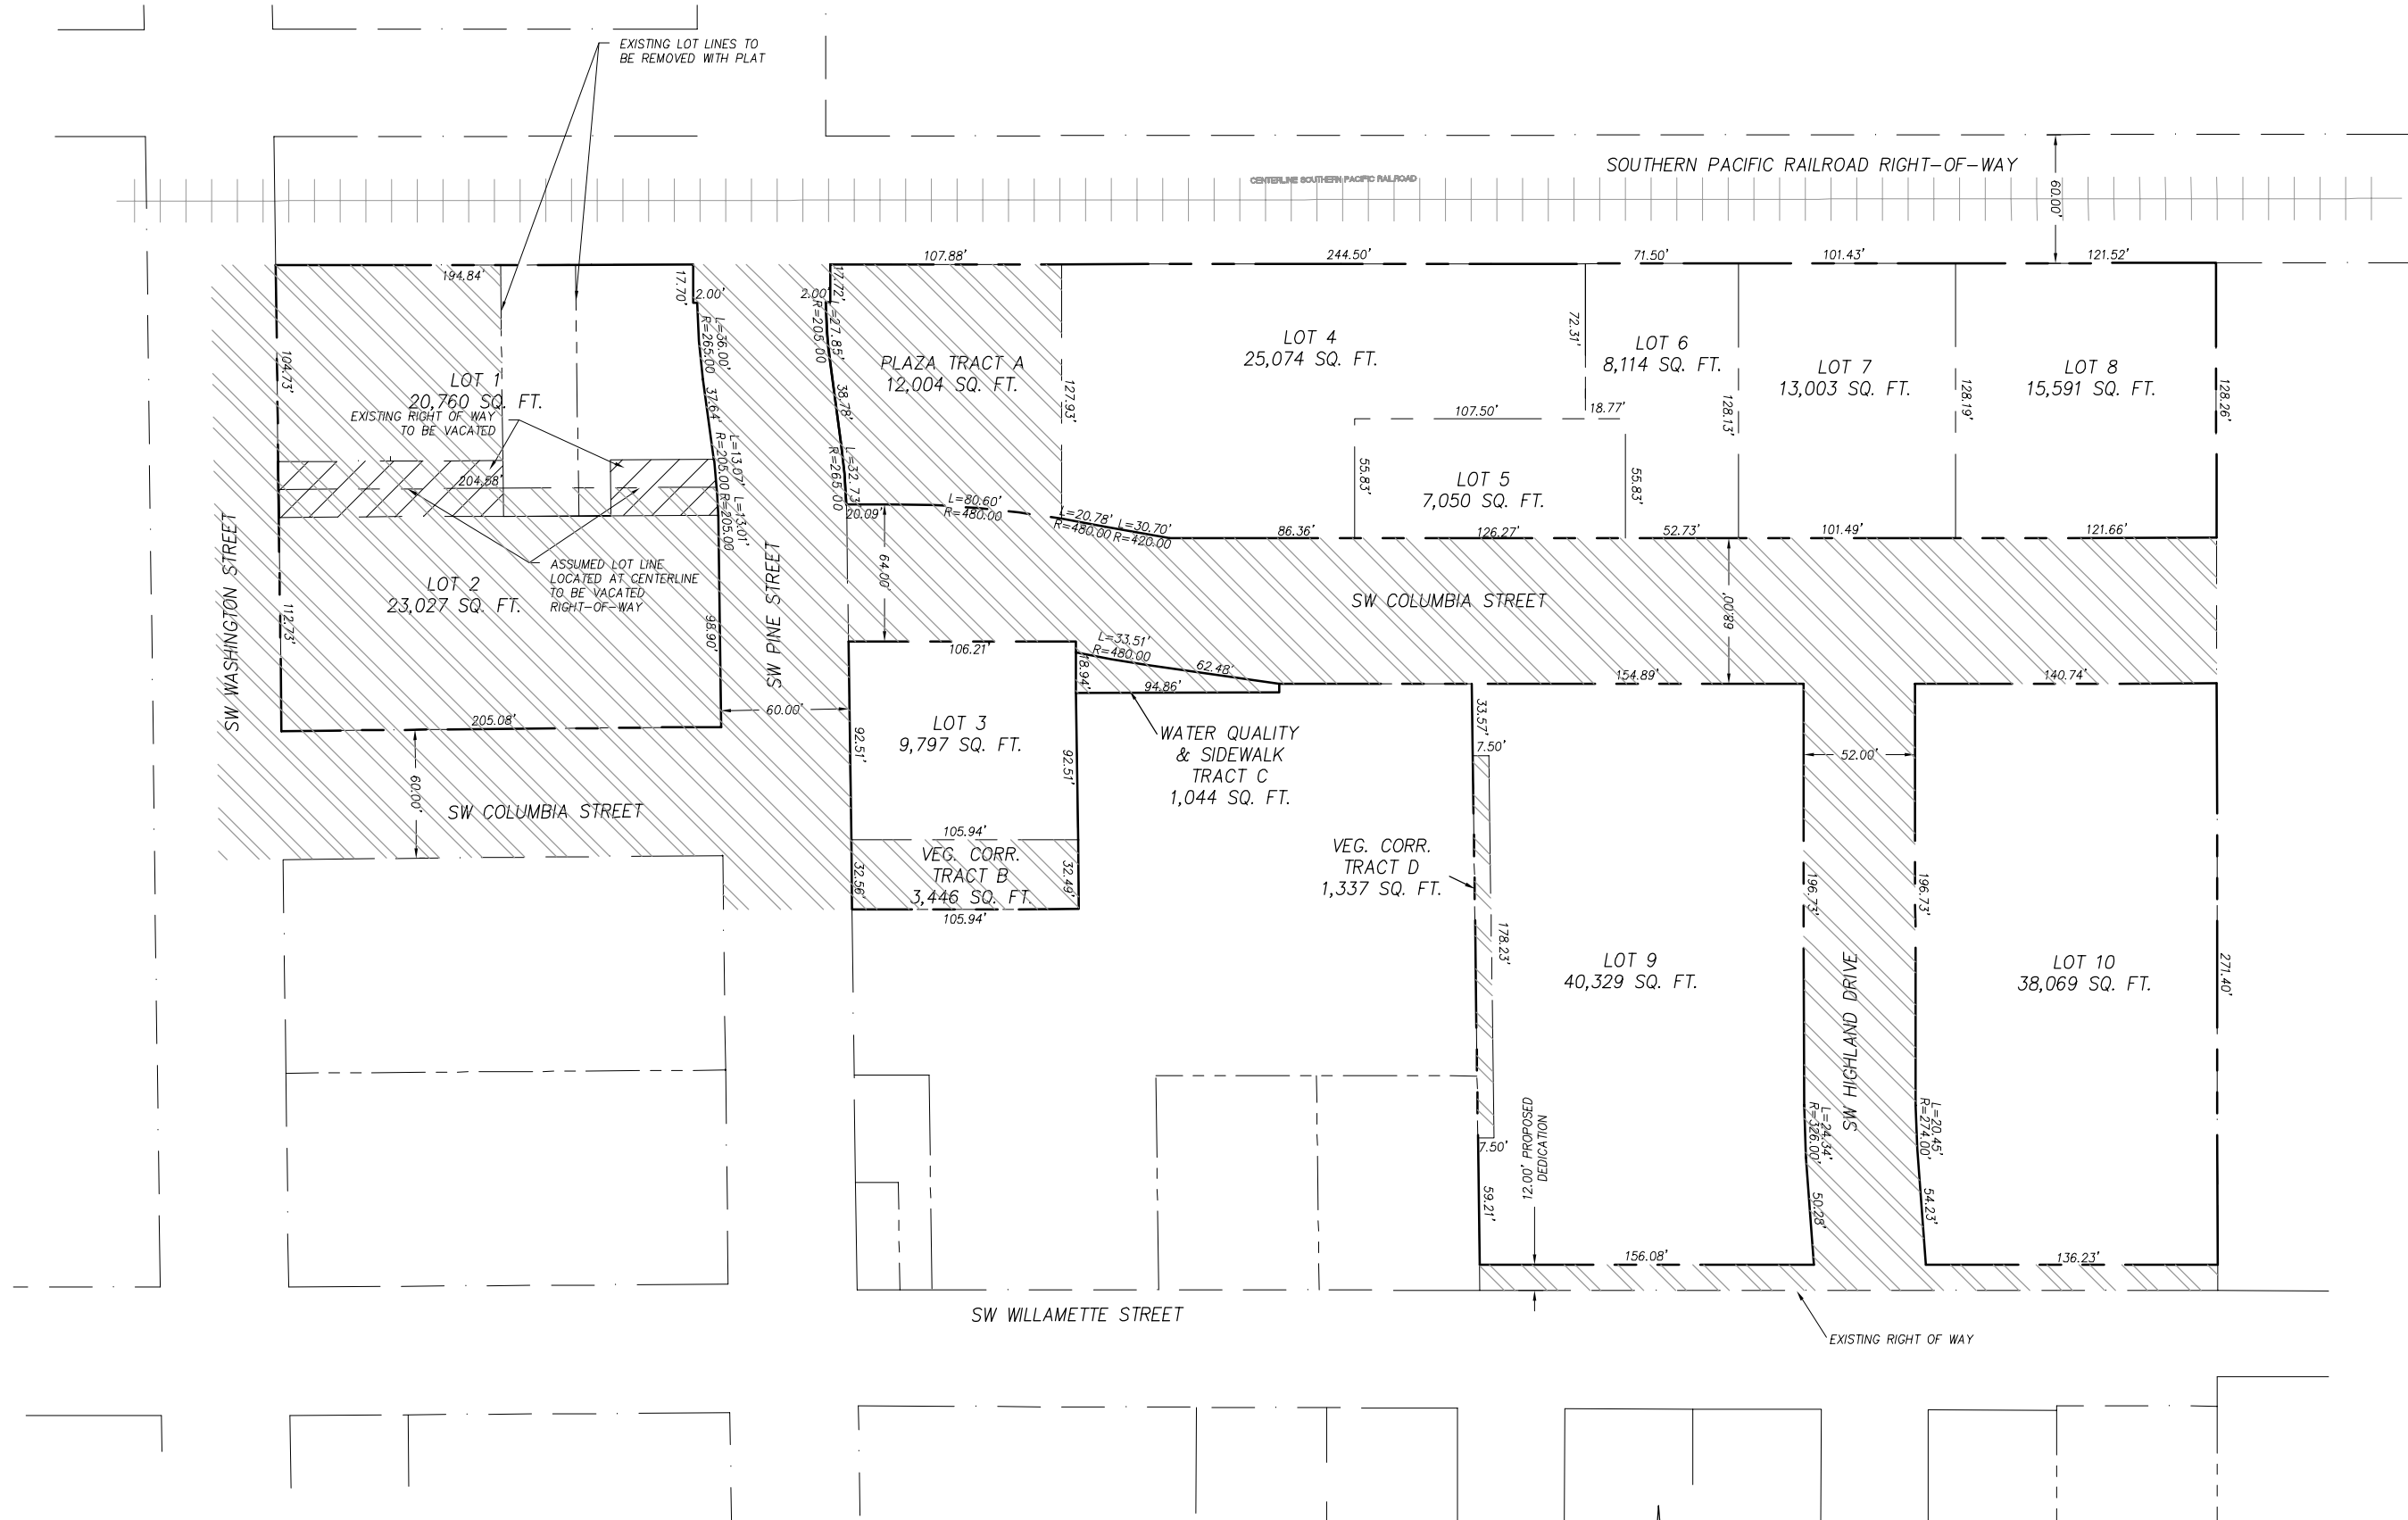 EXISTING LOT LINES TO
BE REMOVED WITH PLAT
SOUTHERN PACIFIC RAILROAD RIGHT-OF-WAY
CENTERLINE SOUTHERN PACIFIC RAILROAD
60.00'
194.84'
17.70'
2.00'
L=36.00'
R=265.00
37.64'
L=13.07'
R=205.00
L=13.01'
R=205.00
104.73'
LOT 1
20,760 SQ. FT.
EXISTING RIGHT OF WAY
TO BE VACATED
204.58'
ASSUMED LOT LINE
LOCATED AT CENTERLINE
TO BE VACATED
RIGHT-OF-WAY
LOT 2
23,027 SQ. FT.
112.73'
98.90'
205.08'
SW WASHINGTON STREET
SW PINE STREET
60.00'
60.00'
SW COLUMBIA STREET
107.88'
17.72'
2.00'
L=27.85'
R=205.00
38.78'
L=32.73'
R=265.00
PLAZA TRACT A
12,004 SQ. FT.
127.93'
20.09'
L=80.60'
R=480.00
L=20.78'
R=480.00
L=30.70'
R=420.00
64.00'
244.50'
LOT 4
25,074 SQ. FT.
72.31'
107.50'
18.77'
55.83'
LOT 5
7,050 SQ. FT.
55.83'
86.36'
126.27'
52.73'
71.50'
LOT 6
8,114 SQ. FT.
128.13'
101.43'
LOT 7
13,003 SQ. FT.
128.19'
101.49'
121.52'
LOT 8
15,591 SQ. FT.
128.26'
121.66'
SW COLUMBIA STREET
68.00'
106.21'
18.94'
L=33.51'
R=480.00
62.48'
94.86'
LOT 3
9,797 SQ. FT.
92.51'
92.51'
105.94'
VEG. CORR.
TRACT B
3,446 SQ. FT.
32.56'
32.49'
105.94'
WATER QUALITY
& SIDEWALK
TRACT C
1,044 SQ. FT.
VEG. CORR.
TRACT D
1,337 SQ. FT.
33.57'
7.50'
178.23'
7.50'
59.21'
12.00' PROPOSED
DEDICATION
154.89'
LOT 9
40,329 SQ. FT.
196.73'
L=24.34'
R=326.00'
50.28'
156.08'
52.00'
SW HIGHLAND DRIVE
140.74'
196.73'
LOT 10
38,069 SQ. FT.
271.40'
L=20.45'
R=274.00'
54.23'
136.23'
SW WILLAMETTE STREET
EXISTING RIGHT OF WAY